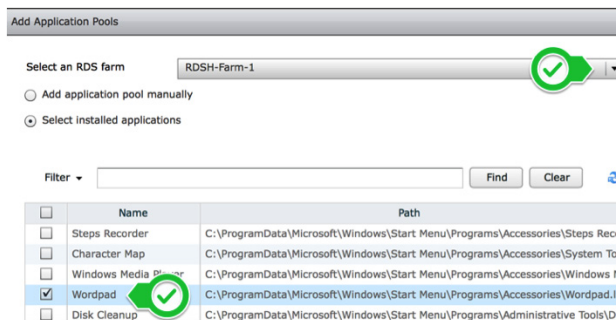 Add Application Pools
Select an RDS farm RDSH-Farm-1
Add application pool manually
Select installed applications
Filter Find Clear
Name Path
Steps Recorder C:\ProgramData\Microsoft\Windows\Start Menu\Programs\Accessories\Steps Rec
Character Map C:\ProgramData\Microsoft\Windows\Start Menu\Programs\Accessories\System To
Windows Media C:\ProgramData\Microsoft\Windows\Start Menu\Programs\Accessories\Windows
Wordpad C:\ProgramData\Microsoft\Windows\Start Menu\Programs\Accessories\Wordpad.l
Disk Cleanup C:\ProgramData\Microsoft\Windows\Start Menu\Programs\Administrative Tools\D